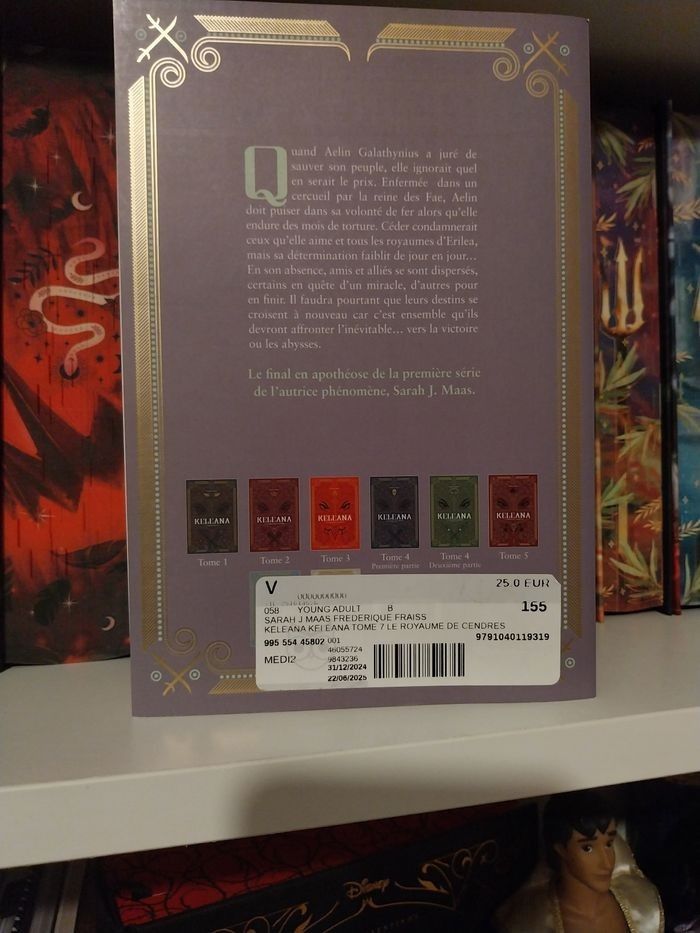 Quand Aelin Galathynius a juré de
sauver son peuple, elle ignorait quel
en serait le prix. Enfermée dans un
cercueil par la reine des Fae, Aelin
doit puiser dans sa volonté de fer alors qu'elle
endure des mois de torture. Céder condamnerait
ceux qu'elle aime et tous les royaumes d'Erilea,
mais sa détermination faiblit de jour en jour...
En son absence, amis et alliés se sont dispersés,
certains en quête d'un miracle, d'autres pour
en finir. Il faudra pourtant que leurs destins se
croisent à nouveau car c'est ensemble qu'ils
devront affronter l'inévitable... vers la victoire
ou les abysses.
Le final en apothéose de la première série
de l'autrice phénomène, Sarah J. Maas.
KELEANA KELEANA KELEANA KELEANA KELEANA KELEANA
Tome 1 Tome 2 Tome 3 Tome 4 Tome 4 Tome 5
Première partie Deuxième partie
V 25.0 EUR
058 YOUNG ADULT B 155
SARAH J MAAS FREDERIQUE FRAISS
KELEANA KELEANA TOME 7 LE ROYAUME DE CENDRES
995 554 45802 001 9791040119319
46055724
MEDI2 9843236
31/12/2024
22/06/2025
Disney